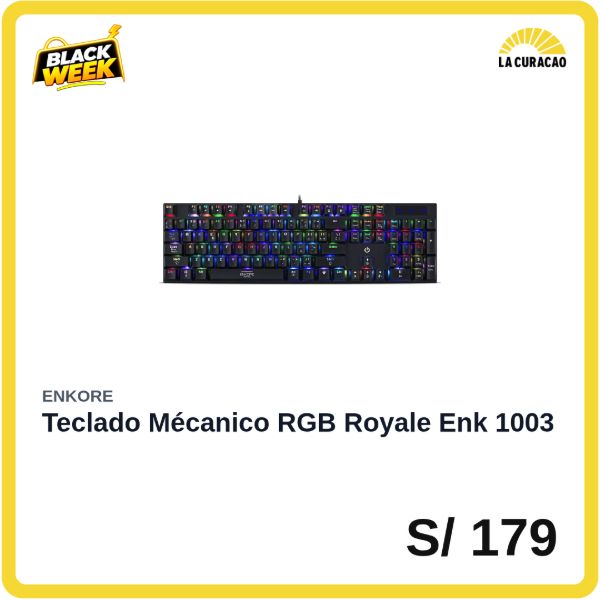 BLACK
WEEK
LA CURACAO
ENKORE
Teclado Mécanico RGB Royale Enk 1003
S/ 179